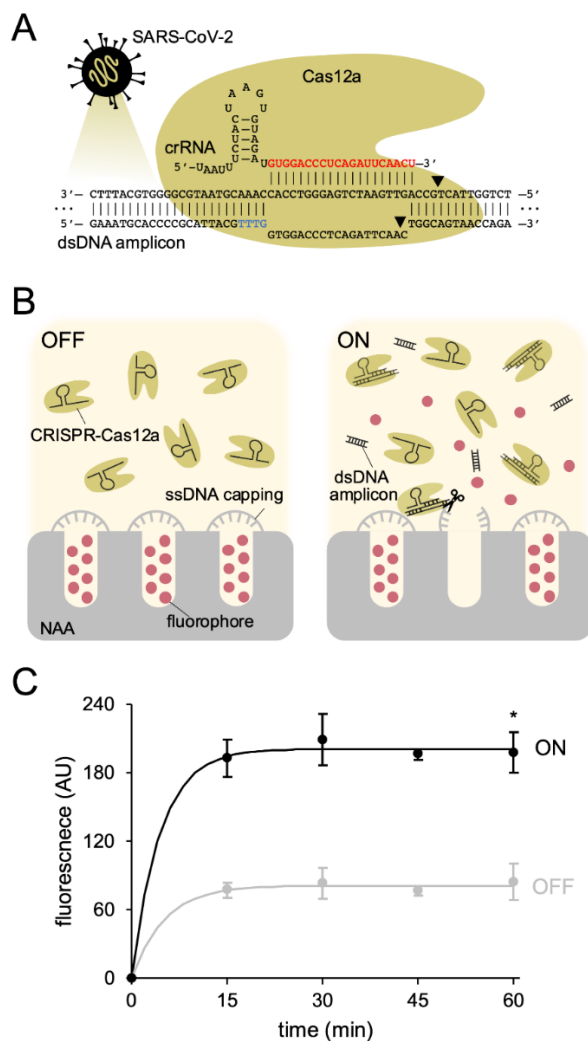 A
SARS-CoV-2
Cas12a
crRNA
5′-UAAUUUCUACUAAGUGUAGAUGUGGACCCUCAGAUUCAACU—3′
3′— CTTTACGTGGGGCGTAATGCAAACCACCTGGGAGTCTAAGTTGACCGTCATTGGTCT —5′
... ...
5′— GAAATGCACCCCGCATTACGTTTG GTGGACCCTCAGATTCAAC TGGCAGTAACCAGA —3′
dsDNA amplicon
B
OFF
CRISPR-Cas12a
ssDNA capping
fluorophore
NAA
ON
dsDNA
amplicon
C
240
180
120
60
0
fluorescnece (AU)
*
ON
OFF
0 15 30 45 60
time (min)